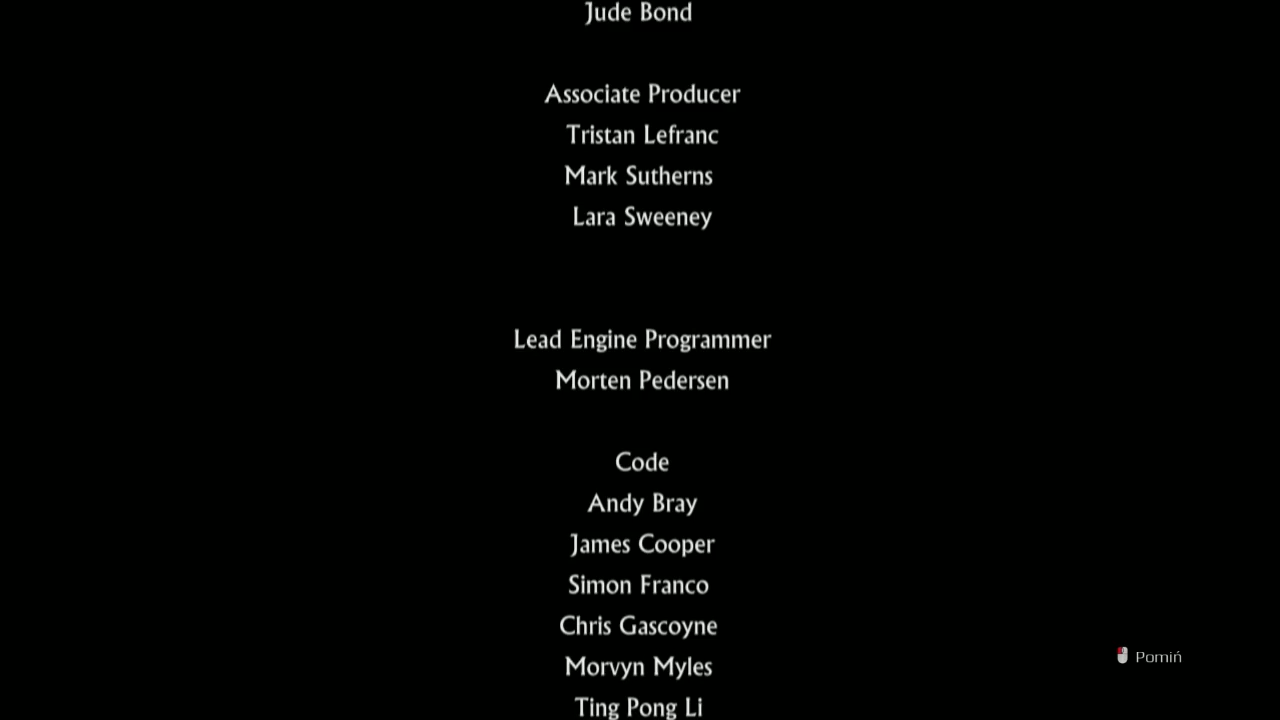 Jude Bond
Associate Producer
Tristan Lefranc
Mark Sutherns
Lara Sweeney
Lead Engine Programmer
Morten Pedersen
Code
Andy Bray
James Cooper
Simon Franco
Chris Gascoyne
Morvyn Myles
Pomiń
Ting Pong Li